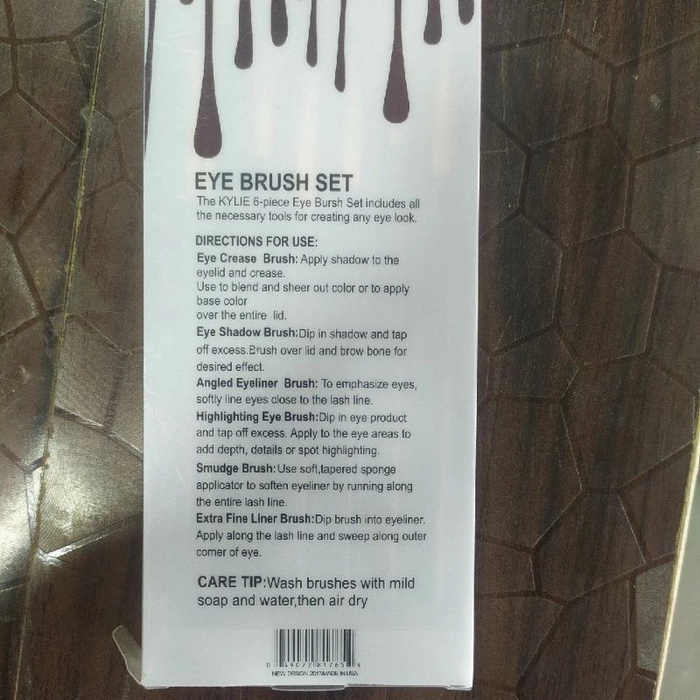 EYE BRUSH SET
The KYLIE 6-piece Eye Bursh Set includes all
the necessary tools for creating any eye look.
DIRECTIONS FOR USE:
Eye Crease Brush: Apply shadow to the
eyelid and crease.
Use to blend and sheer out color or to apply
base color
over the entire lid.
Eye Shadow Brush:Dip in shadow and tap
off excess.Brush over lid and brow bone for
desired effect.
Angled Eyeliner Brush: To emphasize eyes,
softly line eyes close to the lash line.
Highlighting Eye Brush:Dip in eye product
and tap off excess. Apply to the eye areas to
add depth, details or spot highlighting.
Smudge Brush:Use soft,tapered sponge
applicator to soften eyeliner by running along
the entire lash line.
Extra Fine Liner Brush:Dip brush into eyeliner.
Apply along the lash line and sweep along outer
comer of eye.
CARE TIP:Wash brushes with mild
soap and water,then air dry
NEW DESIGN 2017MADE IN USA